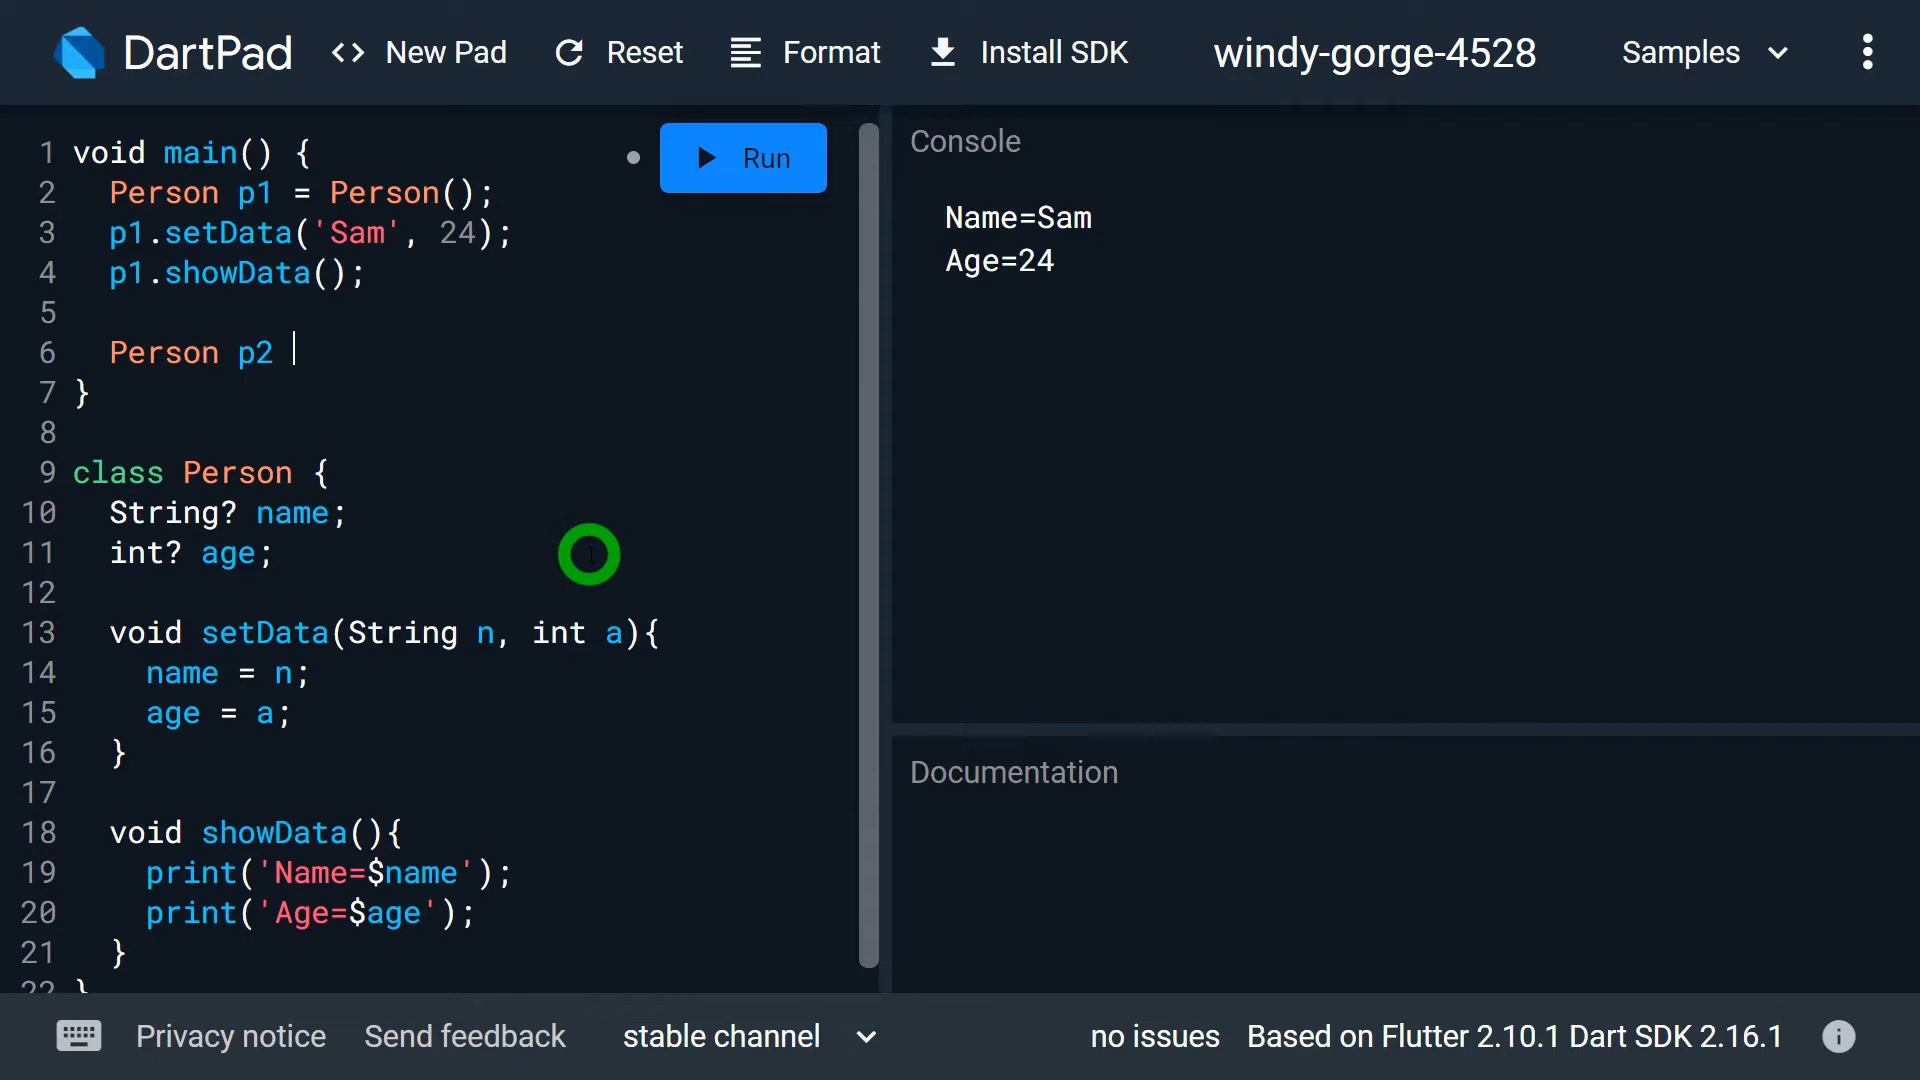 DartPad <> New Pad Reset Format Install SDK windy-gorge-4528 Samples
Run
1 void main() {
2 Person p1 = Person();
3 p1.setData('Sam', 24);
4 p1.showData();
5
6 Person p2
7 }
8
9 class Person {
10 String? name;
11 int? age;
12
13 void setData(String n, int a){
14 name = n;
15 age = a;
16 }
17
18 void showData(){
19 print('Name=$name');
20 print('Age=$age');
21 }
22 }
Console
Name=Sam
Age=24
Documentation
Privacy notice Send feedback stable channel no issues Based on Flutter 2.10.1 Dart SDK 2.16.1